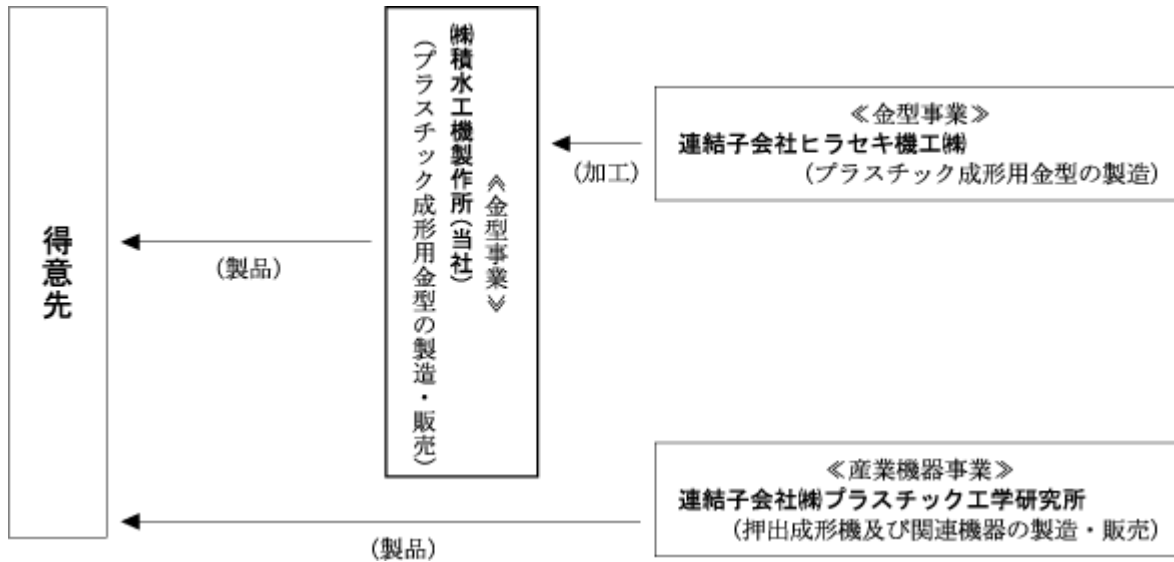 得意先
(製品)
≪金型事業≫
㈱積水工機製作所(当社)
(プラスチック成形用金型の製造・販売)
(加工)
≪金型事業≫
連結子会社ヒラセキ機工㈱
(プラスチック成形用金型の製造)
≪産業機器事業≫
連結子会社㈱プラスチック工学研究所
(押出成形機及び関連機器の製造・販売)
(製品)